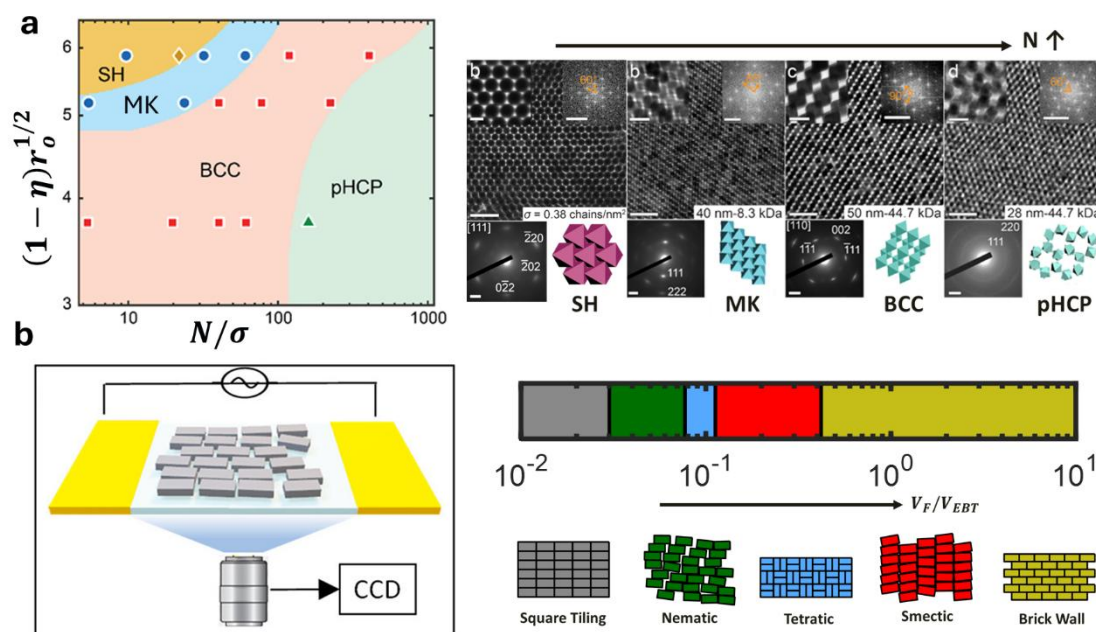 a
(1 − η)r_o^{1/2}
6
5
4
3
SH
MK
BCC
pHCP
10
100
1000
N/σ
N ↑
b
60°
σ = 0.38 chains/nm²
[111]
2̄20
2̄02
02̄2
SH
b
40 nm-8.3 kDa
111
222
MK
c
90°
50 nm-44.7 kDa
[110]
002
11̄1
1̄11
BCC
d
60°
28 nm-44.7 kDa
220
111
pHCP
b
CCD
10⁻²
10⁻¹
10⁰
10¹
V_F/V_EBT
Square Tiling
Nematic
Tetratic
Smectic
Brick Wall